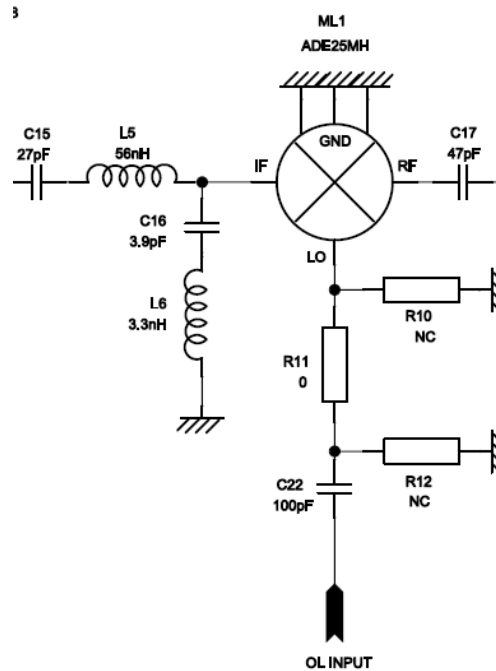 ML1
ADE25MH
C15
27pF
L5
56nH
GND
C17
47pF
IF
RF
C16
3.9pF
LO
L6
3.3nH
R10
NC
R11
0
C22
100pF
R12
NC
OL INPUT